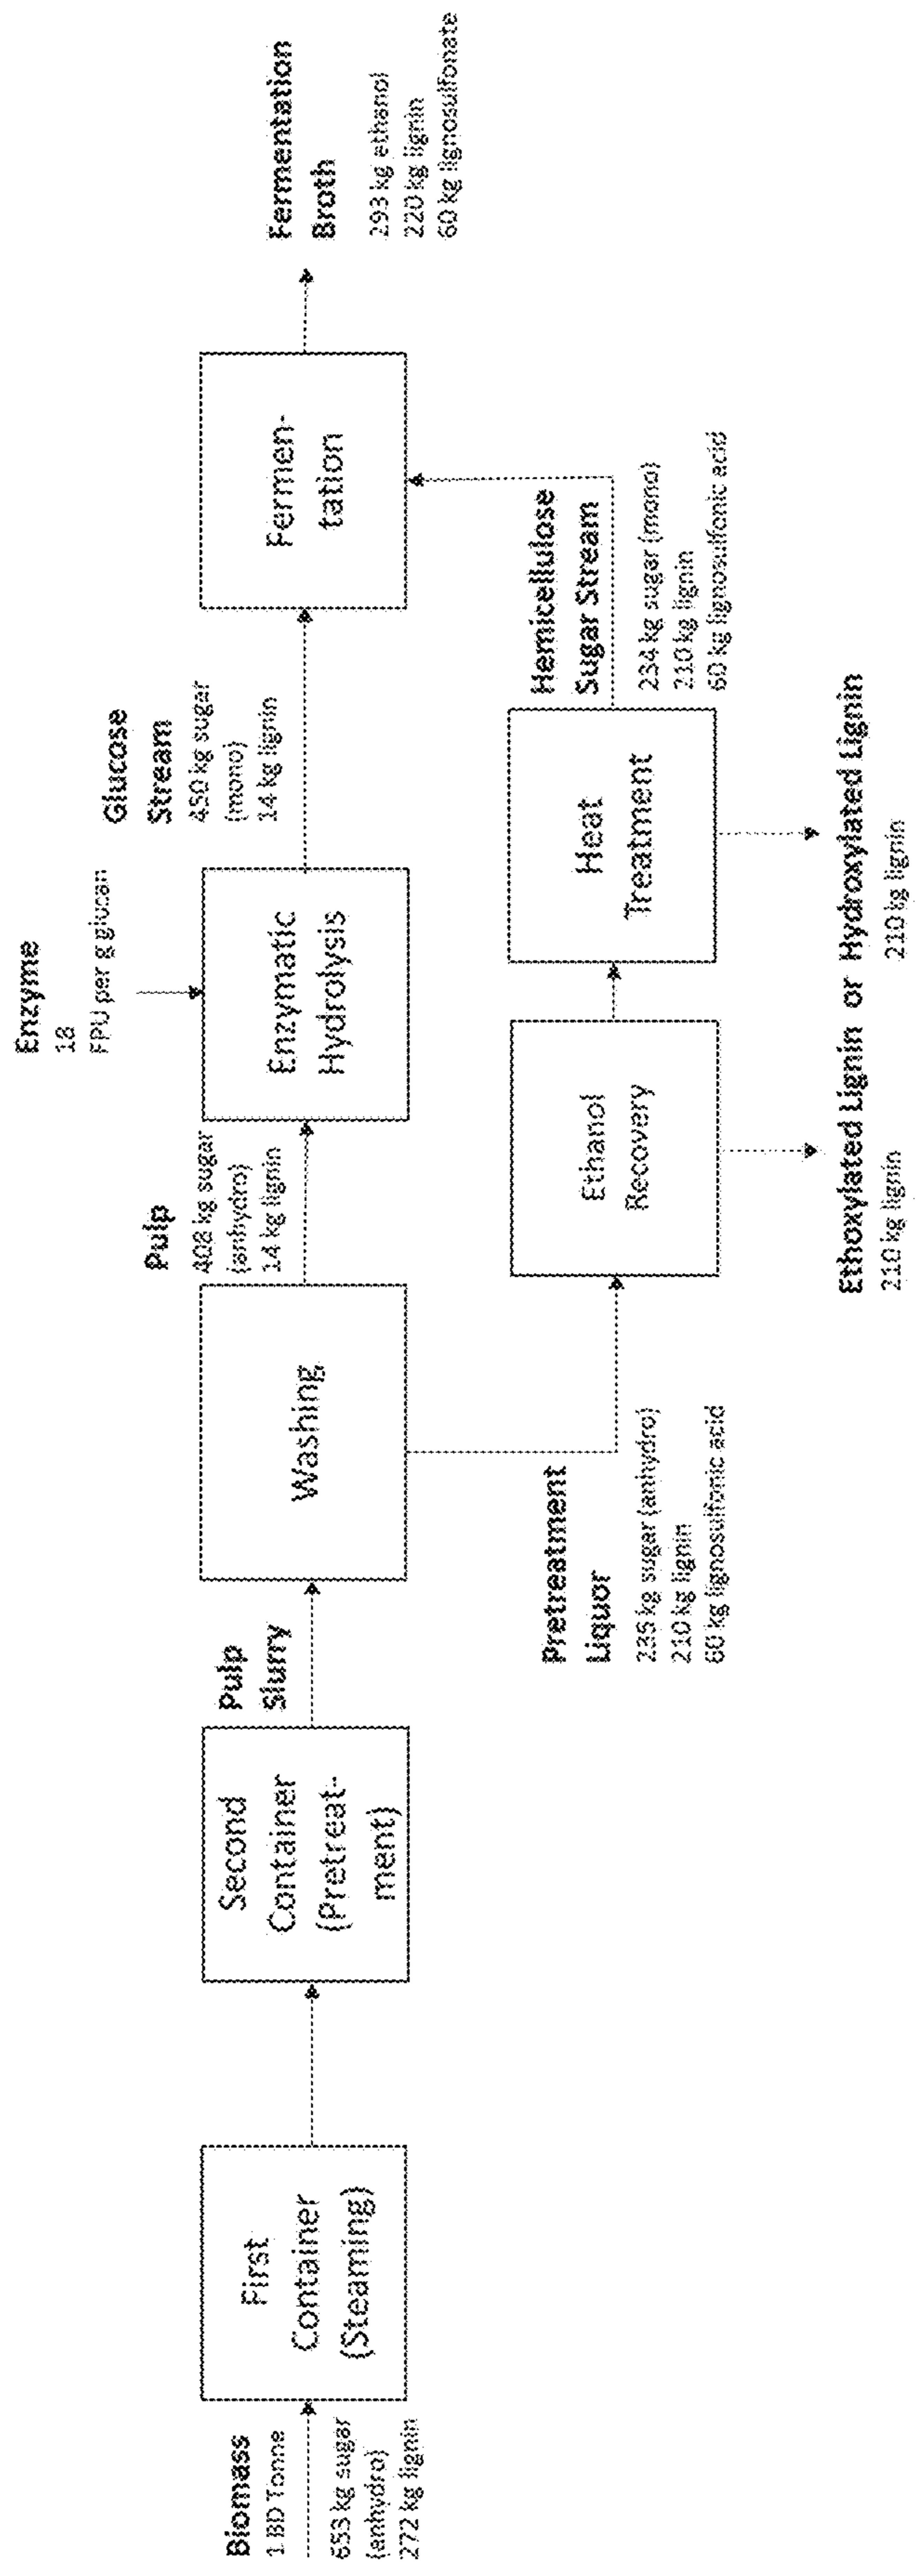 Biomass
1 BD Tonne
653 kg sugar
(anhydro)
272 kg lignin
First
Container
(Steaming)
Second
Container
(Pretreat-
ment)
Pulp
Slurry
Washing
Pulp
408 kg sugar
(anhydro)
14 kg lignin
Enzyme
18
FPU per g glucan
Enzymatic
Hydrolysis
Glucose
Stream
450 kg sugar
(mono)
14 kg lignin
Fermen-
tation
Fermentation
Broth
293 kg ethanol
220 kg lignin
60 kg lignosulfonate
Pretreatment
Liquor
235 kg sugar (anhydro)
210 kg lignin
60 kg lignosulfonic acid
Ethanol
Recovery
Heat
Treatment
Hemicellulose
Sugar Stream
234 kg sugar (mono)
210 kg lignin
60 kg lignosulfonic acid
Ethoxylated Lignin or Hydroxylated Lignin
210 kg lignin
210 kg lignin